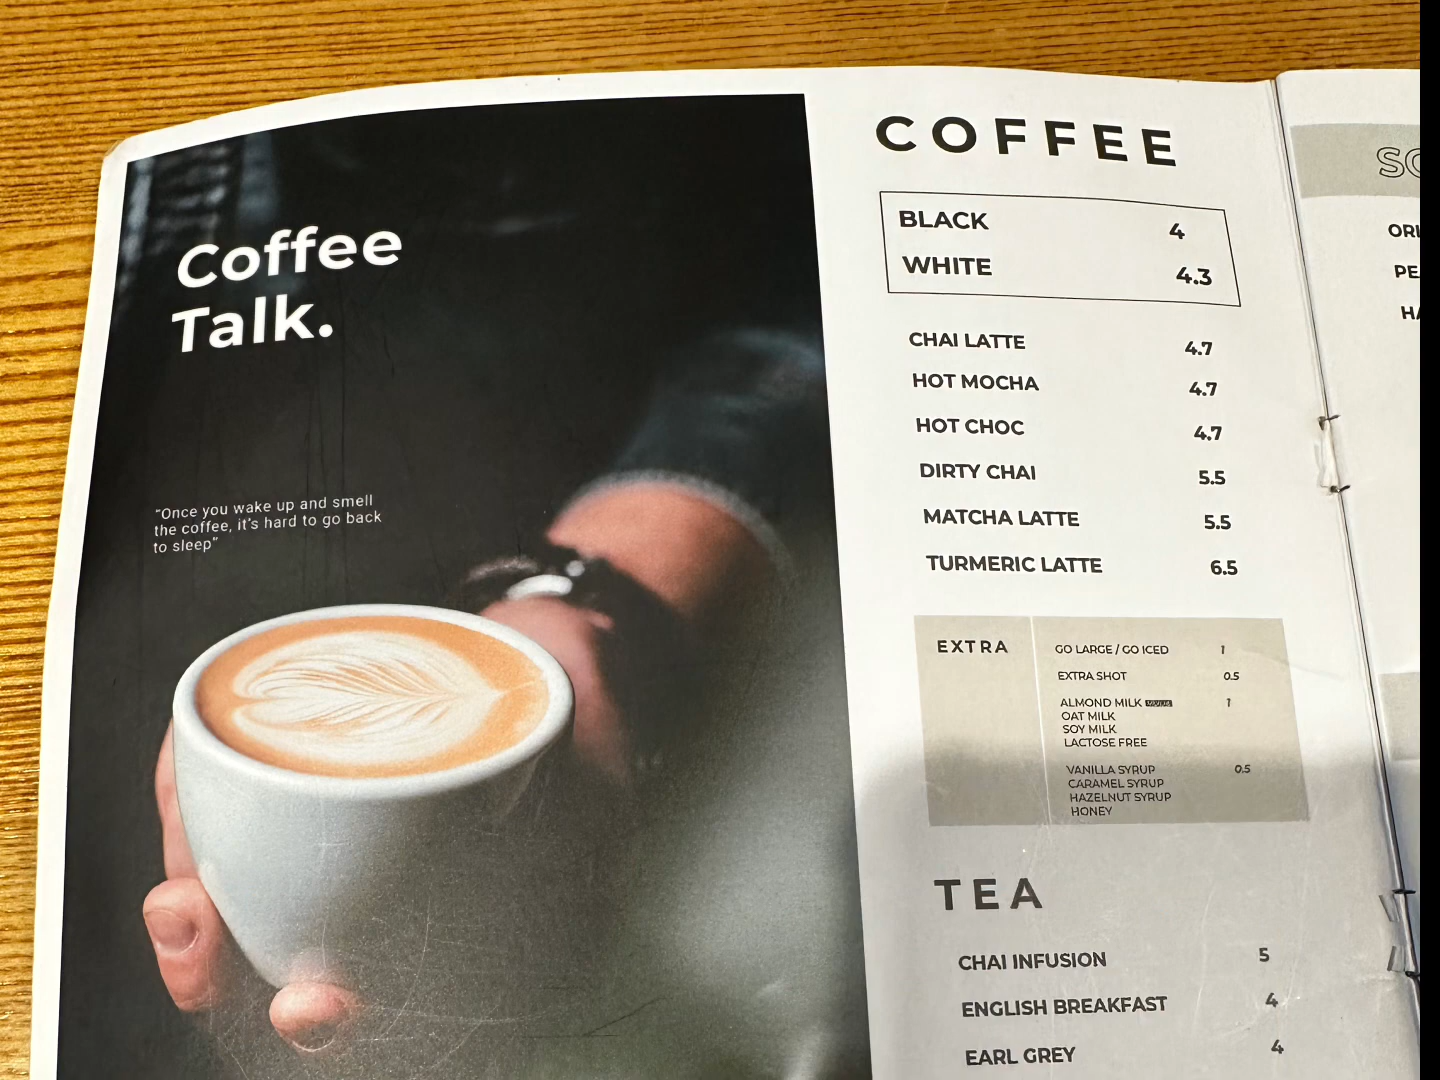 Coffee
Talk.
"Once you wake up and smell
the coffee, it's hard to go back
to sleep"
COFFEE
BLACK 4
WHITE 4.3
CHAI LATTE 4.7
HOT MOCHA 4.7
HOT CHOC 4.7
DIRTY CHAI 5.5
MATCHA LATTE 5.5
TURMERIC LATTE 6.5
EXTRA
GO LARGE / GO ICED 1
EXTRA SHOT 0.5
ALMOND MILK 1
OAT MILK
SOY MILK
LACTOSE FREE
VANILLA SYRUP 0.5
CARAMEL SYRUP
HAZELNUT SYRUP
HONEY
TEA
CHAI INFUSION 5
ENGLISH BREAKFAST 4
EARL GREY 4